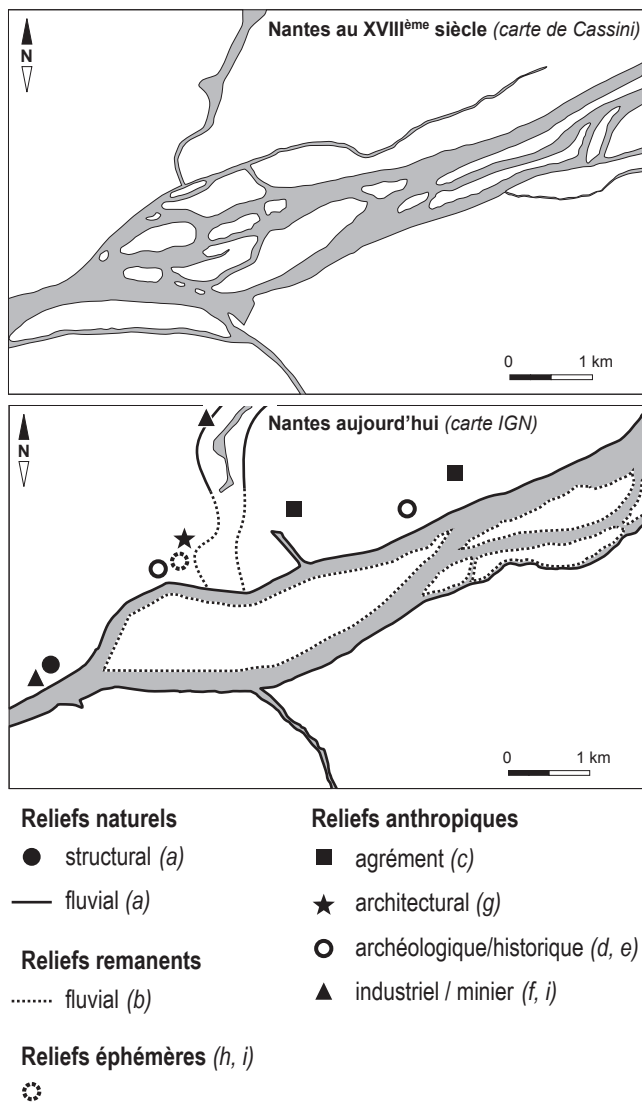 Nantes au XVIIIème siècle (carte de Cassini)
N
0 1 km
Nantes aujourd'hui (carte IGN)
N
0 1 km
Reliefs naturels
structural (a)
fluvial (a)
Reliefs remanents
fluvial (b)
Reliefs éphémères (h, i)
Reliefs anthropiques
agrément (c)
architectural (g)
archéologique/historique (d, e)
industriel / minier (f, i)